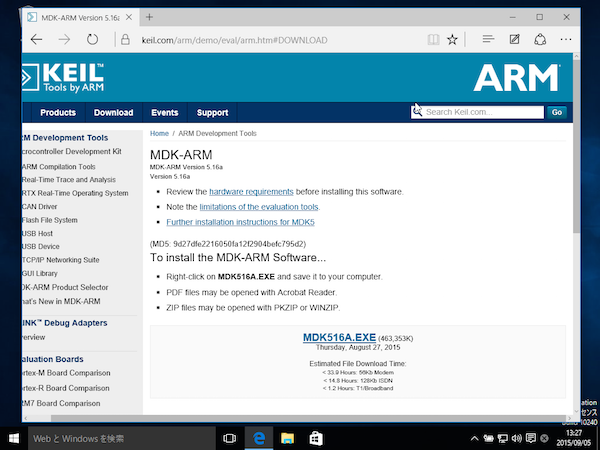 MDK-ARM Version 5.16a
keil.com/arm/demo/eval/arm.htm#DOWNLOAD
KEIL™
Tools by ARM
ARM®
Products Download Events Support
Search Keil.com...
Go
M Development Tools
crocontroller Development Kit
ARM Compilation Tools
Real-Time Trace and Analysis
RTX Real-Time Operating System
CAN Driver
Flash File System
USB Host
USB Device
TCP/IP Networking Suite
GUI Library
DK-ARM Product Selector
hat's New in MDK-ARM
INK™ Debug Adapters
verview
aluation Boards
ortex-M Board Comparison
ortex-R Board Comparison
RM7 Board Comparison
Home / ARM Development Tools
MDK-ARM
MDK-ARM Version 5.16a
Version 5.16a
Review the hardware requirements before installing this software.
Note the limitations of the evaluation tools.
Further installation instructions for MDK5
(MD5: 9d27dfe2216050fa12f2904befc795d2)
To install the MDK-ARM Software...
Right-click on MDK516A.EXE and save it to your computer.
PDF files may be opened with Acrobat Reader.
ZIP files may be opened with PKZIP or WINZIP.
MDK516A.EXE (463,353K)
Thursday, August 27, 2015
Estimated File Download Time:
< 33.9 Hours: 56Kb Modem
< 14.8 Hours: 128Kb ISDN
< 1.2 Hours: T1/Broadband
Web と Windows を検索
13:27
2015/09/05